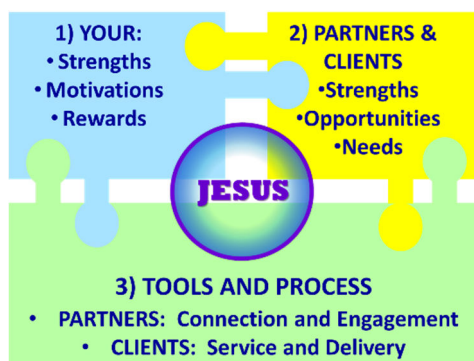 1) YOUR:
•Strengths
•Motivations
•Rewards
2) PARTNERS &
CLIENTS
•Strengths
•Opportunities
•Needs
JESUS
3) TOOLS AND PROCESS
• PARTNERS: Connection and Engagement
• CLIENTS: Service and Delivery